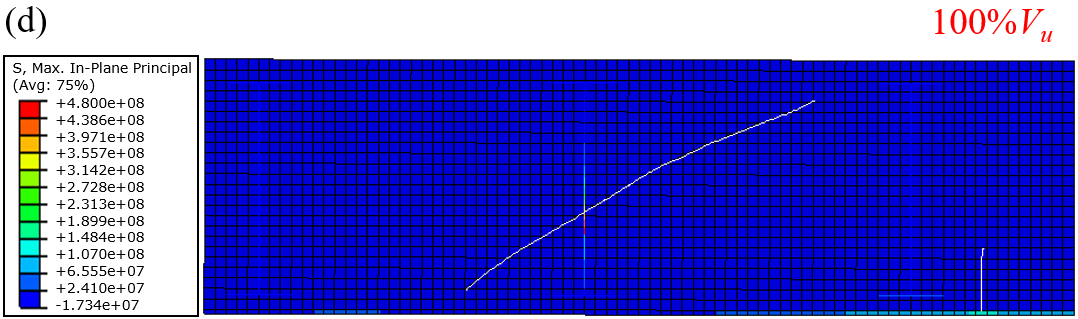 (d)
100%Vu
S, Max. In-Plane Principal
(Avg: 75%)
+4.800e+08
+4.386e+08
+3.971e+08
+3.557e+08
+3.142e+08
+2.728e+08
+2.313e+08
+1.899e+08
+1.484e+08
+1.070e+08
+6.555e+07
+2.410e+07
-1.734e+07